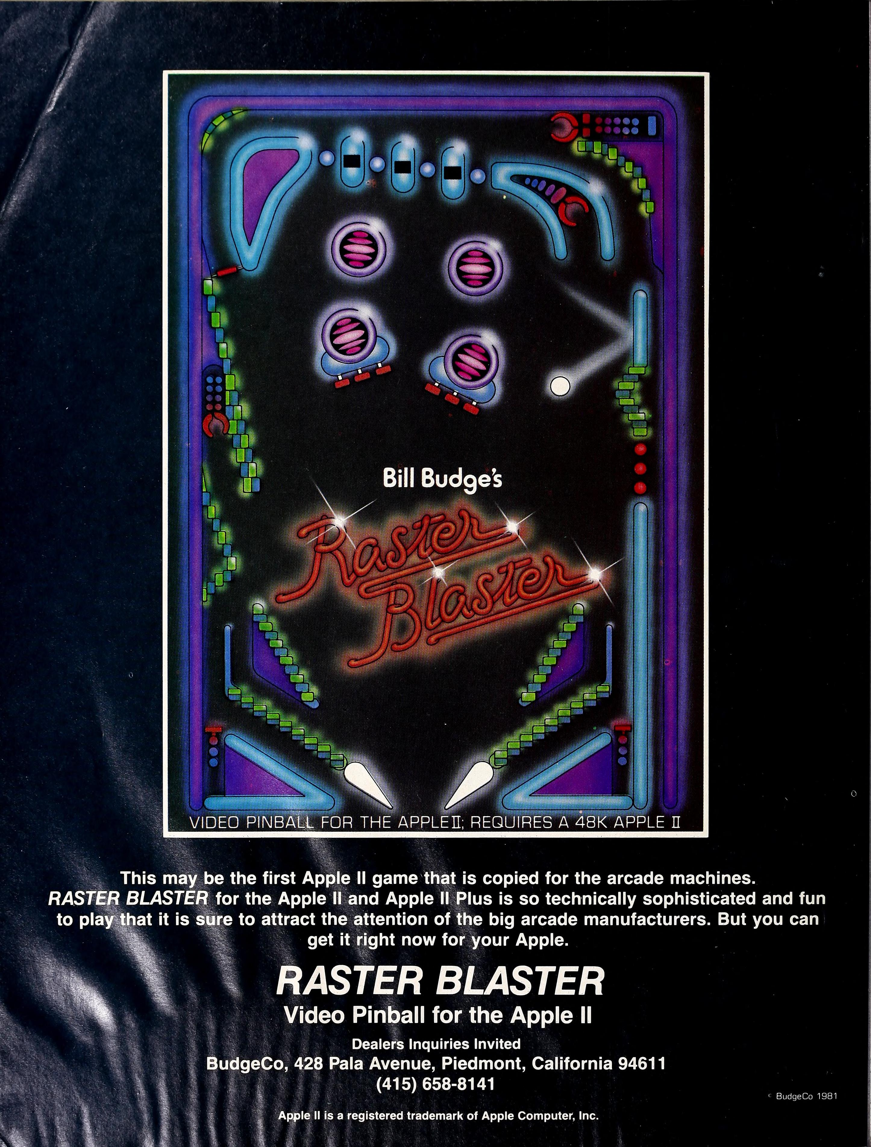 Bill Budge's
Raster
Blaster
VIDEO PINBALL FOR THE APPLE II; REQUIRES A 48K APPLE II
This may be the first Apple II game that is copied for the arcade machines.
RASTER BLASTER for the Apple II and Apple II Plus is so technically sophisticated and fun
to play that it is sure to attract the attention of the big arcade manufacturers. But you can
get it right now for your Apple.
RASTER BLASTER
Video Pinball for the Apple II
Dealers Inquiries Invited
BudgeCo, 428 Pala Avenue, Piedmont, California 94611
(415) 658-8141
© BudgeCo 1981
Apple II is a registered trademark of Apple Computer, Inc.